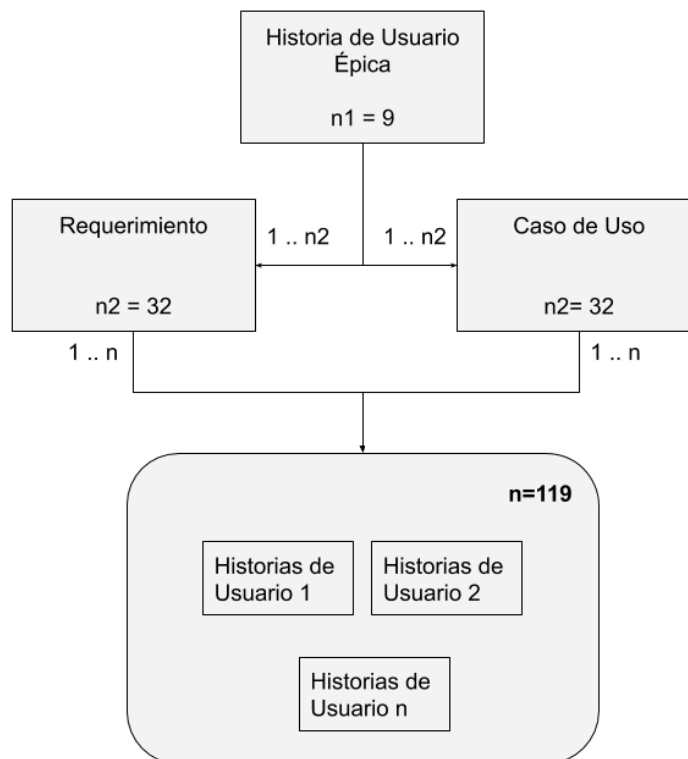 Historia de Usuario
Épica
n1 = 9
Requerimiento
n2 = 32
1 .. n2
1 .. n2
Caso de Uso
n2= 32
1 .. n
1 .. n
n=119
Historias de
Usuario 1
Historias de
Usuario 2
Historias de
Usuario n